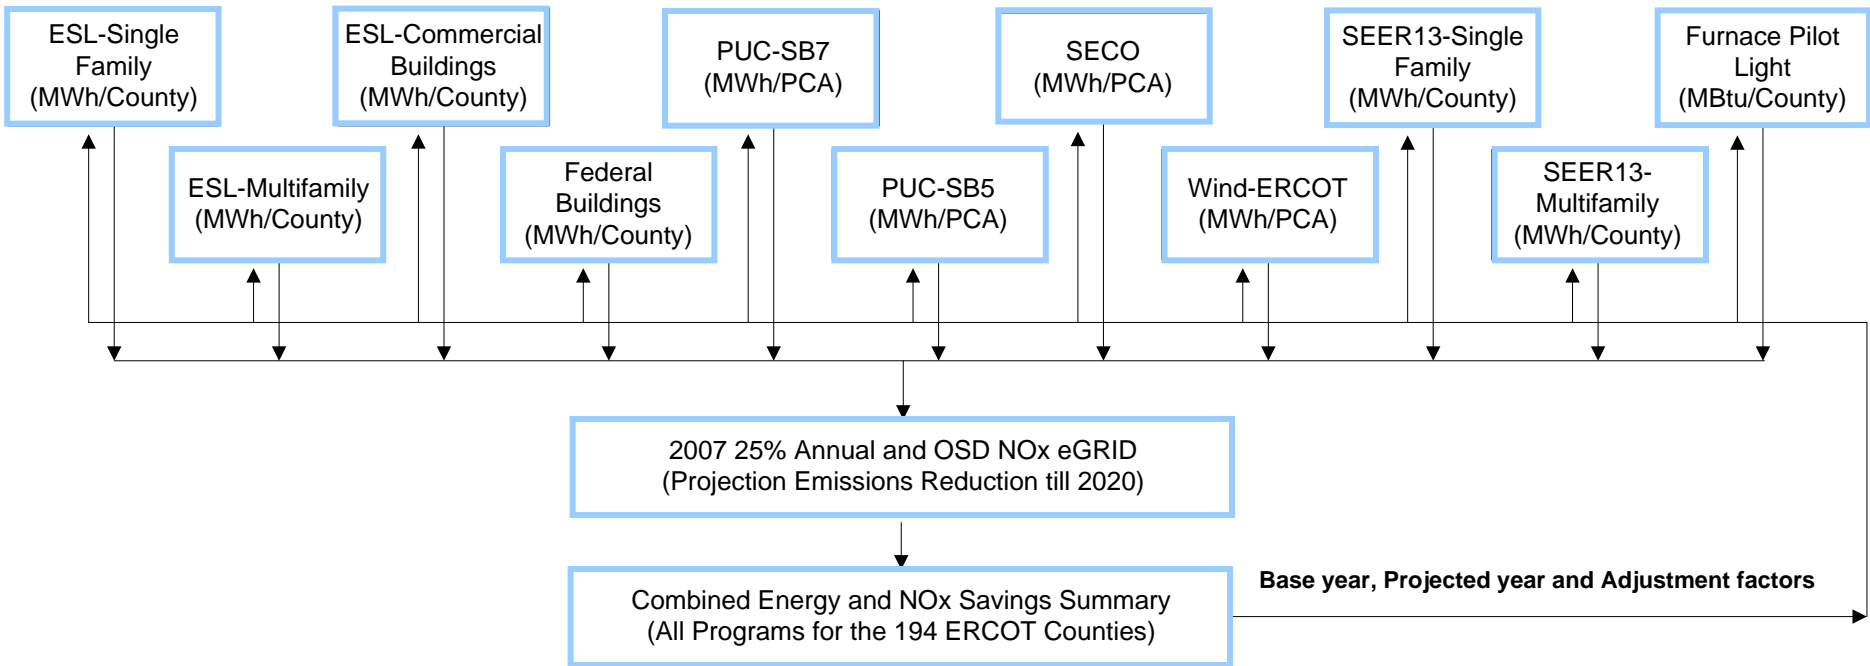 ESL-Single
Family
(MWh/County)
ESL-Commercial
Buildings
(MWh/County)
PUC-SB7
(MWh/PCA)
SECO
(MWh/PCA)
SEER13-Single
Family
(MWh/County)
Furnace Pilot
Light
(MBtu/County)
ESL-Multifamily
(MWh/County)
Federal
Buildings
(MWh/County)
PUC-SB5
(MWh/PCA)
Wind-ERCOT
(MWh/PCA)
SEER13-
Multifamily
(MWh/County)
2007 25% Annual and OSD NOx eGRID
(Projection Emissions Reduction till 2020)
Combined Energy and NOx Savings Summary
(All Programs for the 194 ERCOT Counties)
Base year, Projected year and Adjustment factors